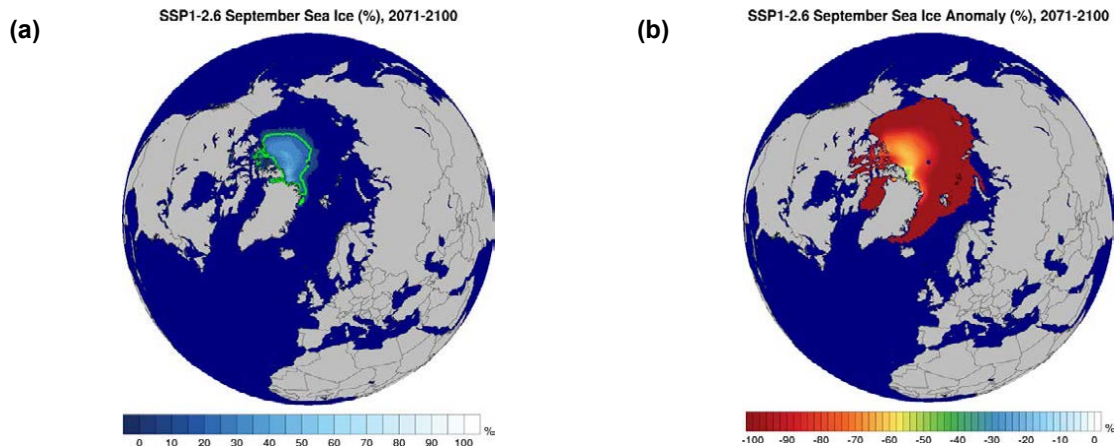 SSP1-2.6 September Sea Ice (%), 2071-2100
(a)
0 10 20 30 40 50 60 70 80 90 100 %
SSP1-2.6 September Sea Ice Anomaly (%), 2071-2100
(b)
-100 -90 -80 -70 -60 -50 -40 -30 -20 -10 0 %